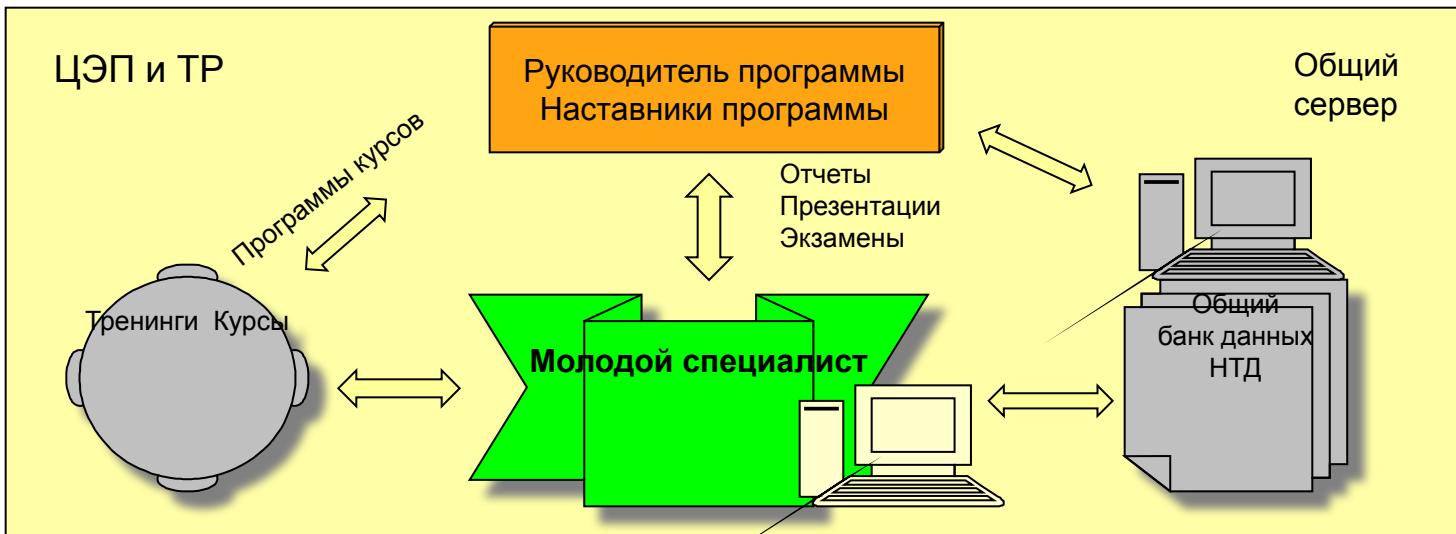 ЦЭП и ТР
Руководитель программы
Наставники программы
Общий
сервер
Программы курсов
Отчеты
Презентации
Экзамены
Тренинги Курсы
Молодой специалист
Общий
банк данных
НТД